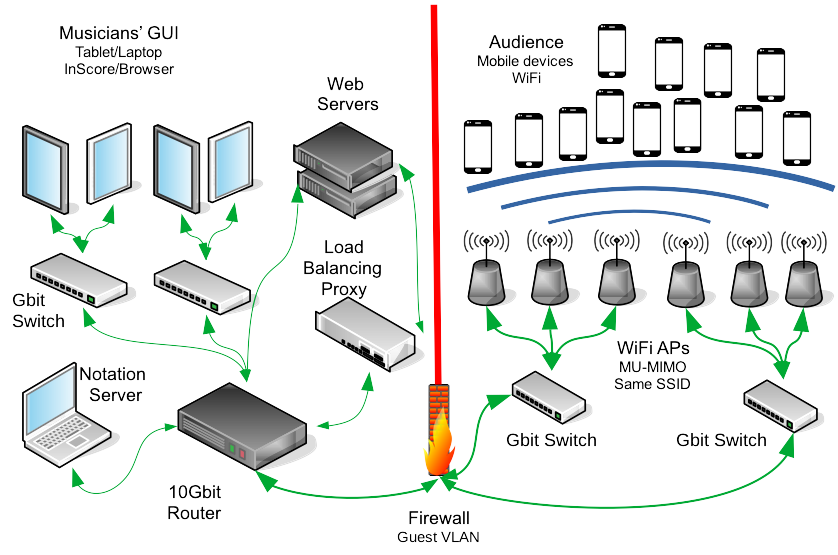 Musicians’ GUI
Tablet/Laptop
InScore/Browser
Web
Servers
Audience
Mobile devices
WiFi
Gbit
Switch
Load
Balancing
Proxy
WiFi APs
MU-MIMO
Same SSID
Notation
Server
Gbit Switch
Gbit Switch
10Gbit
Router
Firewall
Guest VLAN